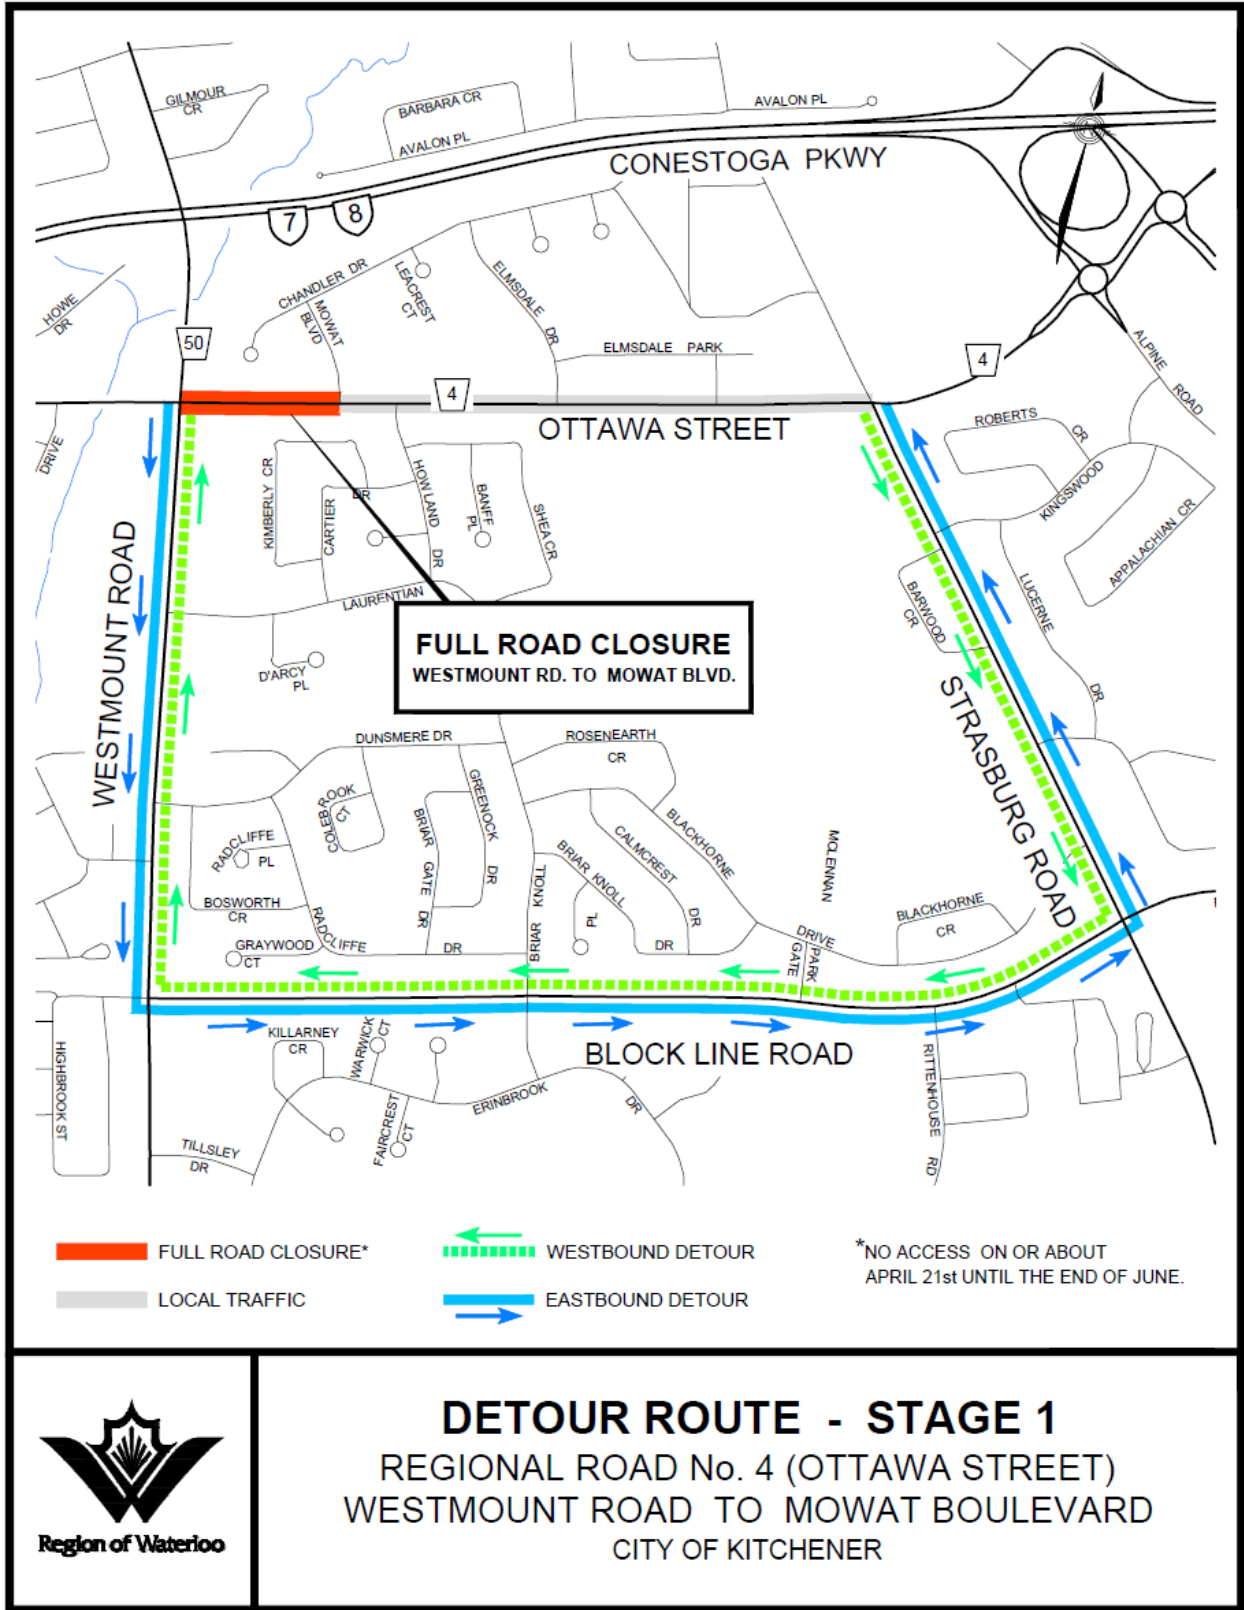 GILMOUR
CR
BARBARA CR
AVALON PL
AVALON PL
CONESTOGA PKWY
7
8
HOWE
DR
CHANDLER DR
LEACREST
CT
MOWAT
BLVD
ELMSDALE
DR
50
ELMSDALE PARK
4
4
ALPINE
ROAD
OTTAWA STREET
DRIVE
ROBERTS
CR
KINGSWOOD
APPALACHIAN CR
KIMBERLY CR
CARTIER
DR
HOWLAND
DR
BANFF
PL
SHEA CR
LAURENTIAN
WESTMOUNT ROAD
BARWOOD
CR
LUCERNE
DR
FULL ROAD CLOSURE
WESTMOUNT RD. TO MOWAT BLVD.
D'ARCY
PL
STRASBURG ROAD
DUNSMERE DR
ROSENEARTH
CR
COLEBROOK
CT
GREENOCK
DR
BRIAR GATE DR
RADCLIFFE
PL
BRIAR KNOLL
BRIAR KNOLL
DR
PL
CALMCREST
DR
BLACKHORNE
DRIVE
MCLENNAN
PARK
GATE
BLACKHORNE
CR
BOSWORTH
CR
GRAYWOOD
CT
RADCLIFFE
DR
BLOCK LINE ROAD
HIGHBROOK ST
KILLARNEY
CR
WARWICK
CT
FAIRCREST
CT
ERINBROOK
DR
RITTENHOUSE
RD
TILLSLEY
DR
FULL ROAD CLOSURE*
WESTBOUND DETOUR
*NO ACCESS ON OR ABOUT
APRIL 21st UNTIL THE END OF JUNE.
LOCAL TRAFFIC
EASTBOUND DETOUR
Region of Waterloo
DETOUR ROUTE - STAGE 1
REGIONAL ROAD No. 4 (OTTAWA STREET)
WESTMOUNT ROAD TO MOWAT BOULEVARD
CITY OF KITCHENER